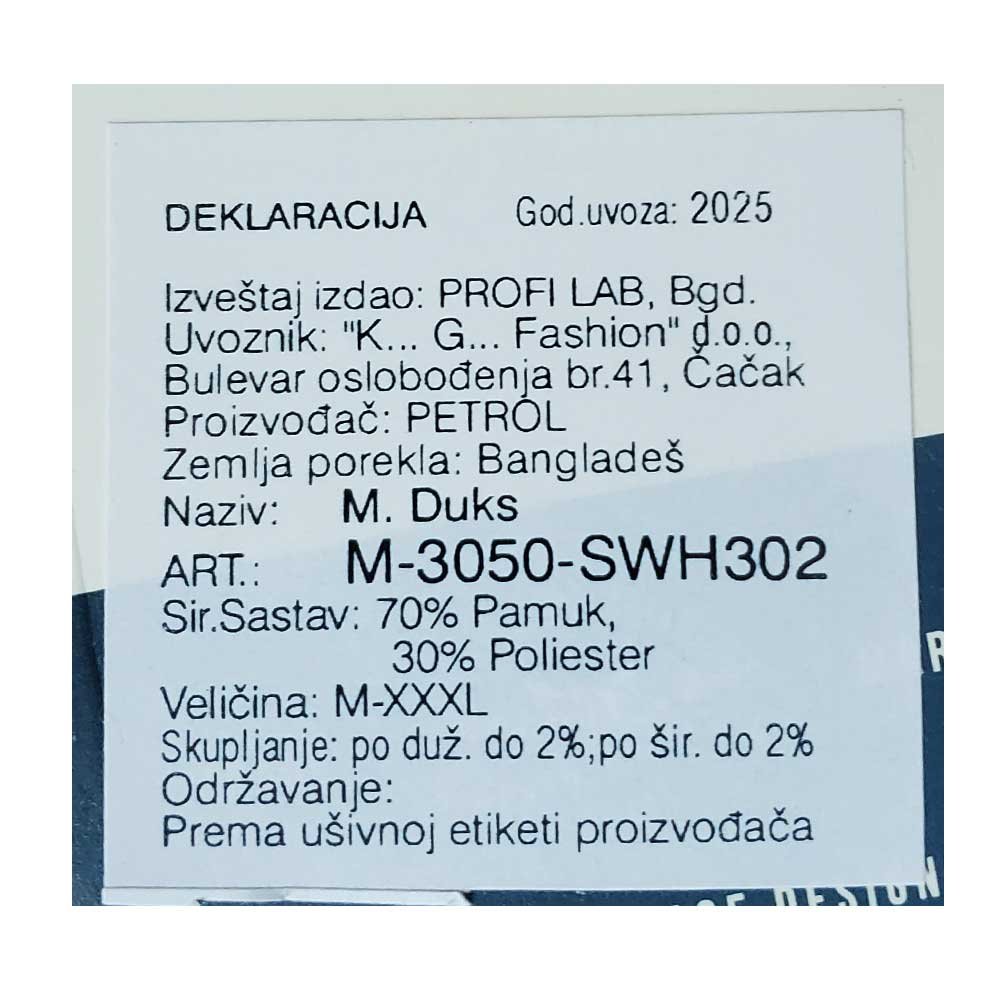 DEKLARACIJA God.uvoza: 2025
Izveštaj izdao: PROFI LAB, Bgd.
Uvoznik: "K... G... Fashion" d.o.o.,
Bulevar oslobođenja br.41, Čačak
Proizvođač: PETROL
Zemlja porekla: Bangladeš
Naziv: M. Duks
ART.: M-3050-SWH302
Sir.Sastav: 70% Pamuk,
30% Poliester
Veličina: M-XXXL
Skupljanje: po duž. do 2%;po šir. do 2%
Održavanje:
Prema ušivnoj etiketi proizvođača
DESIGN